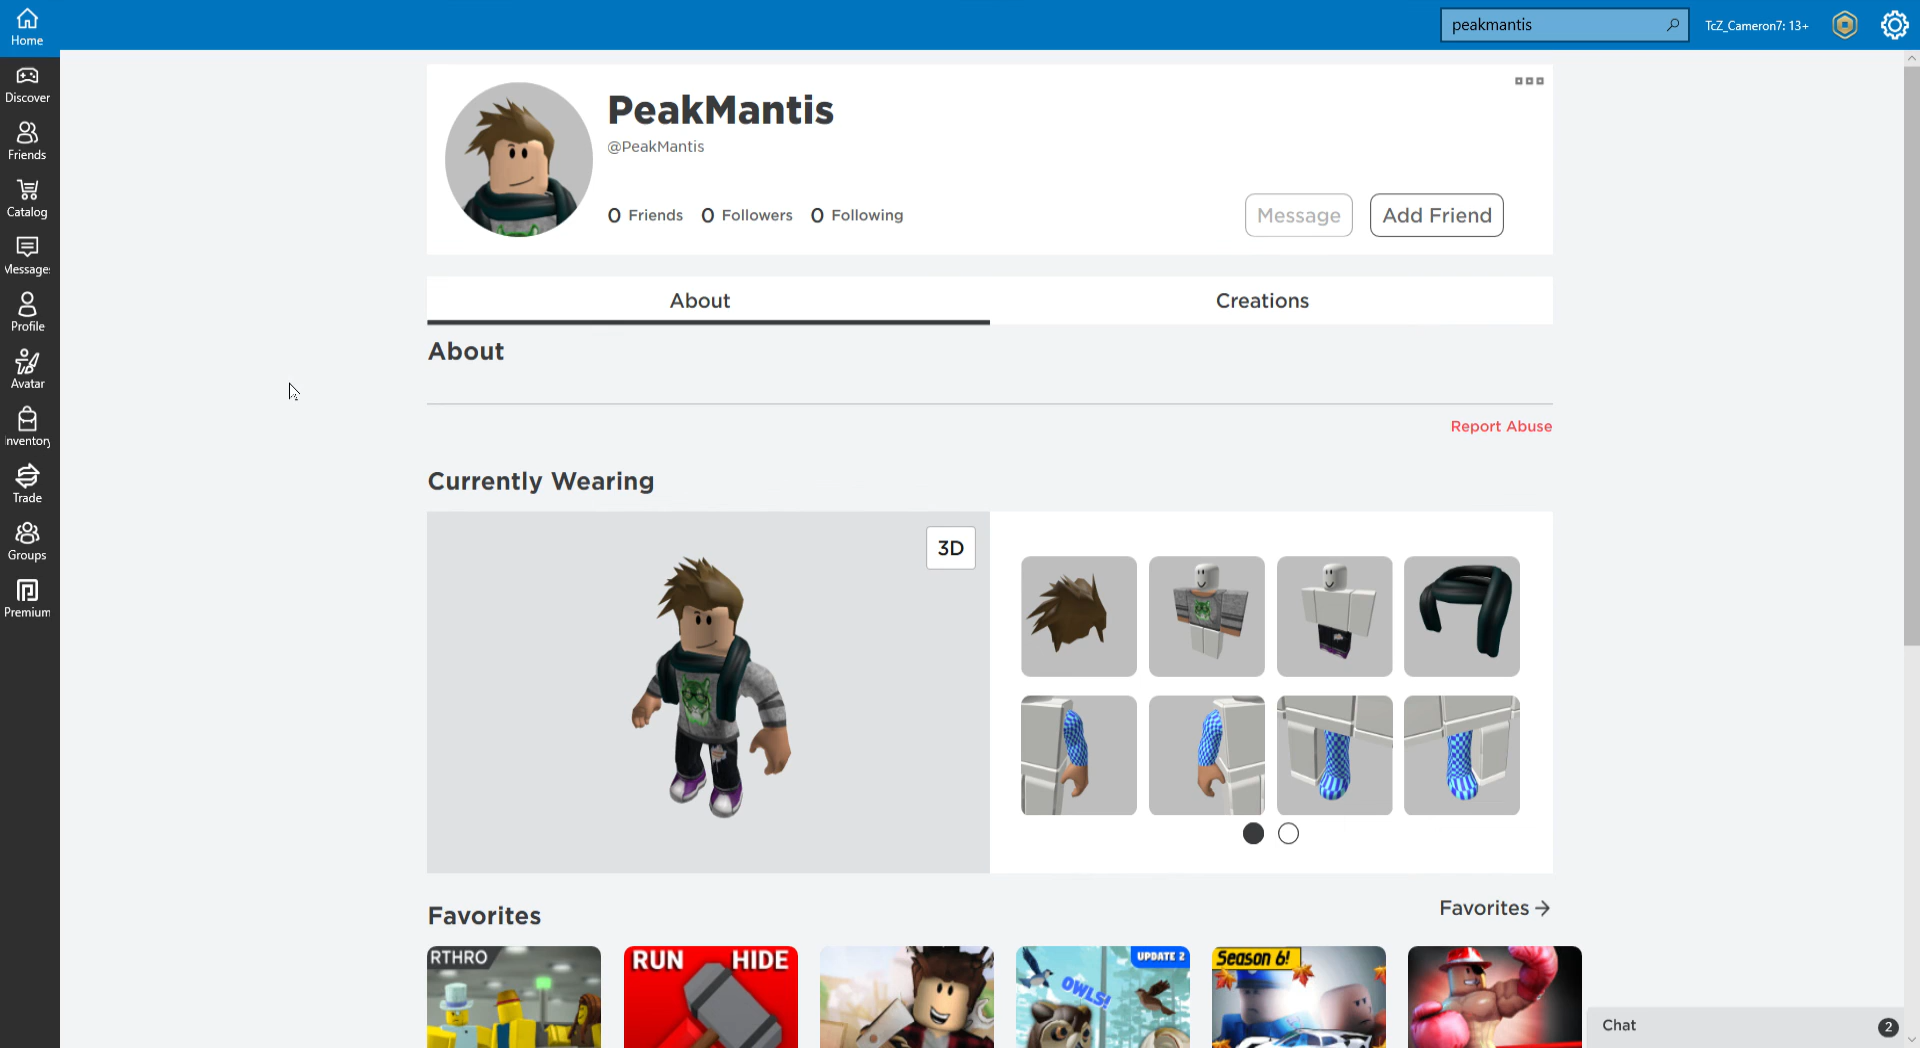 Home
peakmantis
TcZ_Cameron7: 13+
Discover
Friends
Catalog
Messages
Profile
Avatar
Inventory
Trade
Groups
Premium
PeakMantis
@PeakMantis
0 Friends 0 Followers 0 Following
Message
Add Friend
About
Creations
About
Report Abuse
Currently Wearing
3D
Favorites
Favorites →
RTHRO
RUN HIDE
UPDATE 2
OWLS!
Season 6!
Chat
2